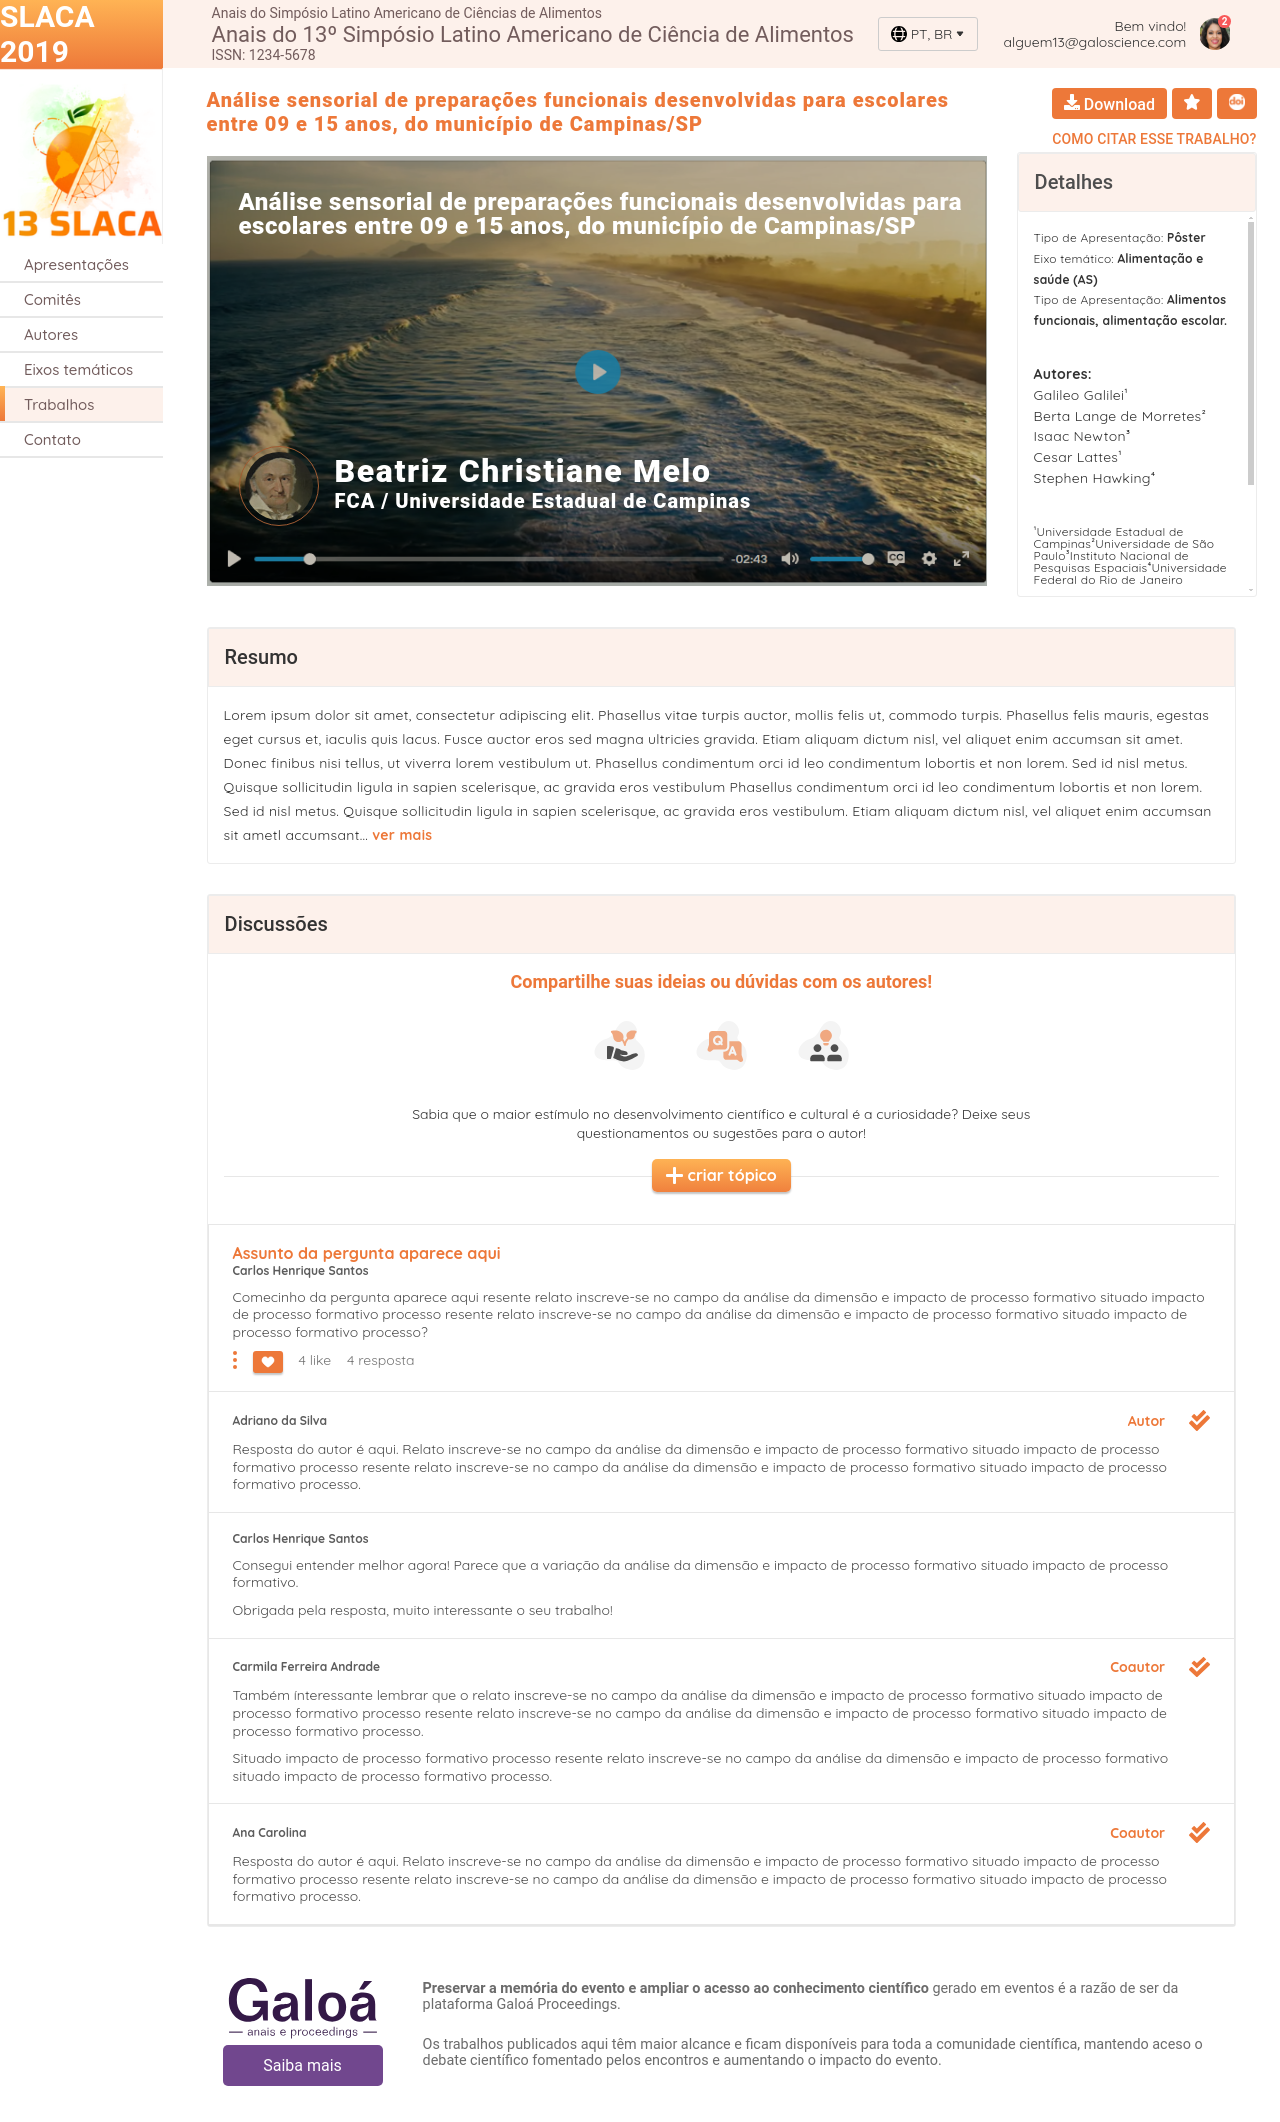 SLACA
2019
Anais do Simpósio Latino Americano de Ciências de Alimentos
Anais do 13º Simpósio Latino Americano de Ciência de Alimentos
ISSN: 1234-5678
PT, BR
Bem vindo!
alguem13@galoscience.com
2
13 SLACA
Apresentações
Comitês
Autores
Eixos temáticos
Trabalhos
Contato
Análise sensorial de preparações funcionais desenvolvidas para escolares
entre 09 e 15 anos, do município de Campinas/SP
Download
doi
COMO CITAR ESSE TRABALHO?
Análise sensorial de preparações funcionais desenvolvidas para
escolares entre 09 e 15 anos, do município de Campinas/SP
Beatriz Christiane Melo
FCA / Universidade Estadual de Campinas
-02:43
CC
Detalhes
Tipo de Apresentação: Pôster
Eixo temático: Alimentação e
saúde (AS)
Tipo de Apresentação: Alimentos
funcionais, alimentação escolar.
Autores:
Galileo Galilei¹
Berta Lange de Morretes²
Isaac Newton³
Cesar Lattes¹
Stephen Hawking⁴
¹Universidade Estadual de
Campinas²Universidade de São
Paulo³Instituto Nacional de
Pesquisas Espaciais⁴Universidade
Federal do Rio de Janeiro
Resumo
Lorem ipsum dolor sit amet, consectetur adipiscing elit. Phasellus vitae turpis auctor, mollis felis ut, commodo turpis. Phasellus felis mauris, egestas
eget cursus et, iaculis quis lacus. Fusce auctor eros sed magna ultricies gravida. Etiam aliquam dictum nisl, vel aliquet enim accumsan sit amet.
Donec finibus nisi tellus, ut viverra lorem vestibulum ut. Phasellus condimentum orci id leo condimentum lobortis et non lorem. Sed id nisl metus.
Quisque sollicitudin ligula in sapien scelerisque, ac gravida eros vestibulum Phasellus condimentum orci id leo condimentum lobortis et non lorem.
Sed id nisl metus. Quisque sollicitudin ligula in sapien scelerisque, ac gravida eros vestibulum. Etiam aliquam dictum nisl, vel aliquet enim accumsan
sit ametl accumsant... ver mais
Discussões
Compartilhe suas ideias ou dúvidas com os autores!
Q A
Sabia que o maior estímulo no desenvolvimento científico e cultural é a curiosidade? Deixe seus
questionamentos ou sugestões para o autor!
criar tópico
Assunto da pergunta aparece aqui
Carlos Henrique Santos
Comecinho da pergunta aparece aqui resente relato inscreve-se no campo da análise da dimensão e impacto de processo formativo situado impacto
de processo formativo processo resente relato inscreve-se no campo da análise da dimensão e impacto de processo formativo situado impacto de
processo formativo processo?
4 like 4 resposta
Adriano da Silva
Autor
Resposta do autor é aqui. Relato inscreve-se no campo da análise da dimensão e impacto de processo formativo situado impacto de processo
formativo processo resente relato inscreve-se no campo da análise da dimensão e impacto de processo formativo situado impacto de processo
formativo processo.
Carlos Henrique Santos
Consegui entender melhor agora! Parece que a variação da análise da dimensão e impacto de processo formativo situado impacto de processo
formativo.
Obrigada pela resposta, muito interessante o seu trabalho!
Carmila Ferreira Andrade
Coautor
Também ínteressante lembrar que o relato inscreve-se no campo da análise da dimensão e impacto de processo formativo situado impacto de
processo formativo processo resente relato inscreve-se no campo da análise da dimensão e impacto de processo formativo situado impacto de
processo formativo processo.
Situado impacto de processo formativo processo resente relato inscreve-se no campo da análise da dimensão e impacto de processo formativo
situado impacto de processo formativo processo.
Ana Carolina
Coautor
Resposta do autor é aqui. Relato inscreve-se no campo da análise da dimensão e impacto de processo formativo situado impacto de processo
formativo processo resente relato inscreve-se no campo da análise da dimensão e impacto de processo formativo situado impacto de processo
formativo processo.
Galoá
anais e proceedings
Saiba mais
Preservar a memória do evento e ampliar o acesso ao conhecimento científico gerado em eventos é a razão de ser da
plataforma Galoá Proceedings.
Os trabalhos publicados aqui têm maior alcance e ficam disponíveis para toda a comunidade científica, mantendo aceso o
debate científico fomentado pelos encontros e aumentando o impacto do evento.